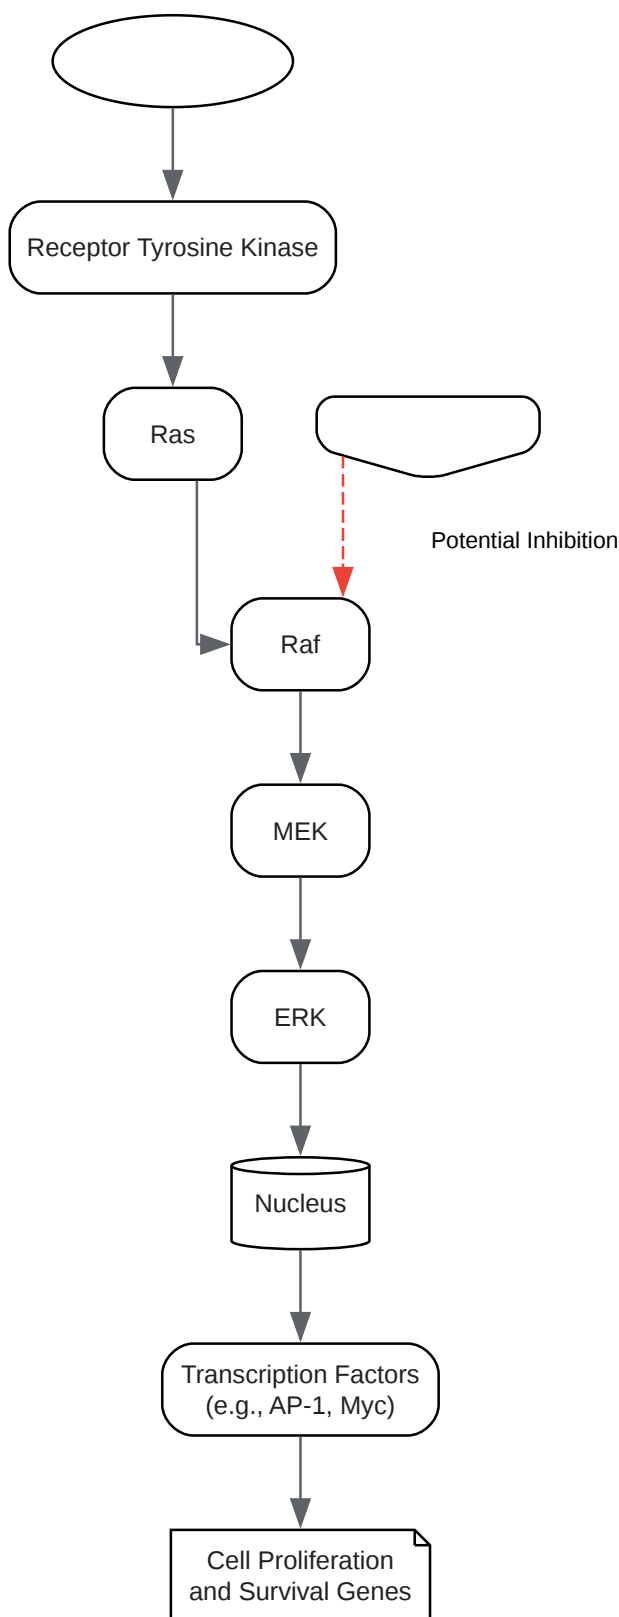 Receptor Tyrosine Kinase
Ras
Potential Inhibition
Raf
MEK
ERK
Nucleus
Transcription Factors
(e.g., AP-1, Myc)
Cell Proliferation
and Survival Genes